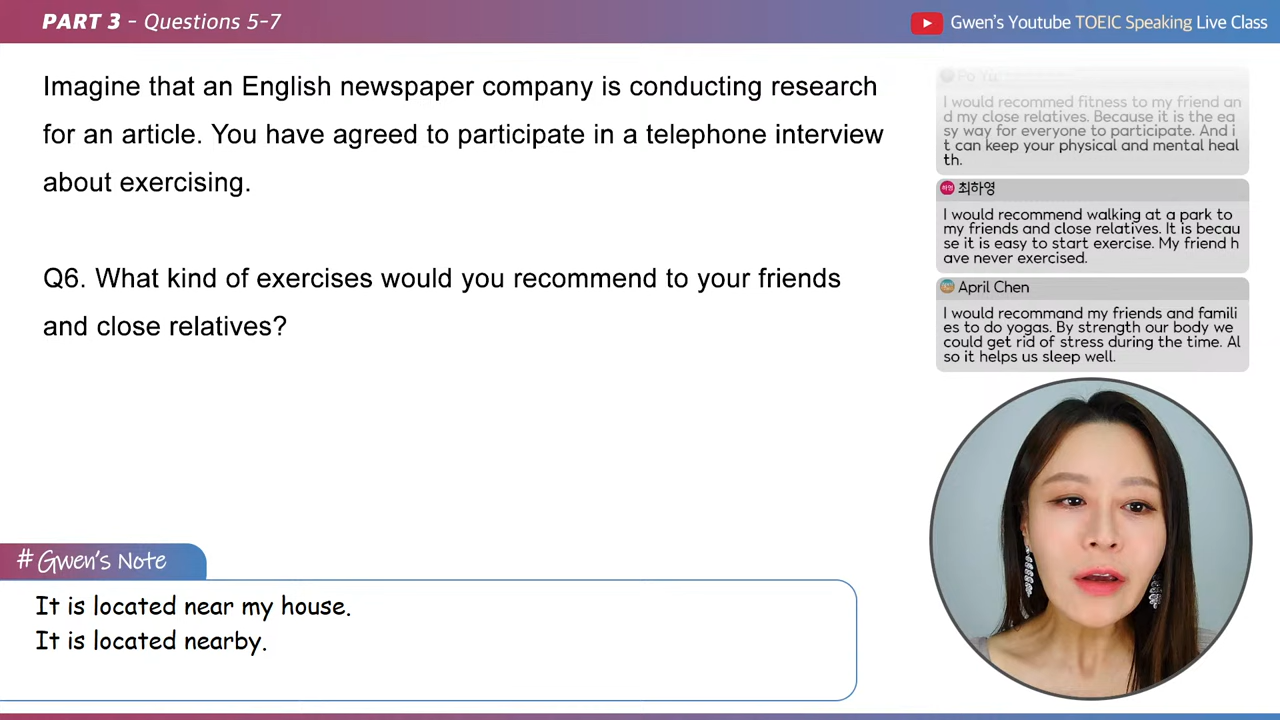 PART 3 - Questions 5-7
Gwen's Youtube TOEIC Speaking Live Class
Imagine that an English newspaper company is conducting research
for an article. You have agreed to participate in a telephone interview
about exercising.
Q6. What kind of exercises would you recommend to your friends
and close relatives?
Po Yu
I would recommed fitness to my friend an
d my close relatives. Because it is the ea
sy way for everyone to participate. And i
t can keep your physical and mental heal
th.
하영 최하영
I would recommend walking at a park to
my friends and close relatives. It is becau
se it is easy to start exercise. My friend h
ave never exercised.
April Chen
I would recommand my friends and famili
es to do yogas. By strength our body we
could get rid of stress during the time. Al
so it helps us sleep well.
# Gwen's Note
It is located near my house.
It is located nearby.